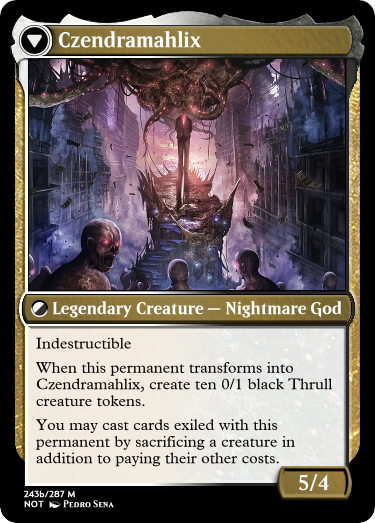 Czendramahlix
Legendary Creature — Nightmare God
Indestructible
When this permanent transforms into
Czendramahlix, create ten 0/1 black Thrull
creature tokens.
You may cast cards exiled with this
permanent by sacrificing a creature in
addition to paying their other costs.
5/4
243b/287 M
NOT Pedro Sena